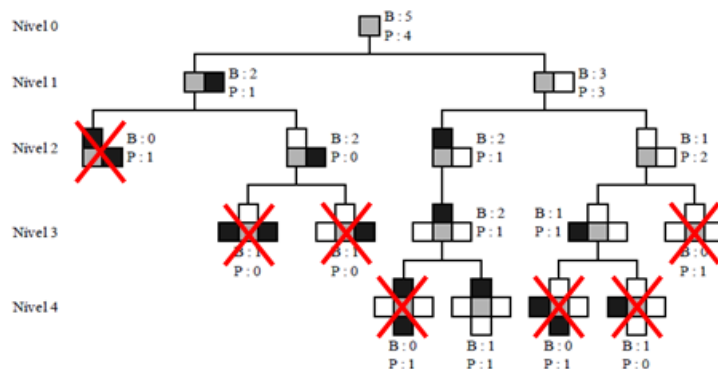 Nivel 0
B : 5
P : 4
Nivel 1
B : 2
P : 1
B : 3
P : 3
Nivel 2
B : 0
P : 1
B : 2
P : 0
B : 2
P : 1
B : 1
P : 2
Nivel 3
B : 1
P : 0
B : 1
P : 0
B : 2
P : 1
B : 1
P : 1
B : 0
P : 1
Nivel 4
B : 0
P : 1
B : 1
P : 1
B : 0
P : 1
B : 1
P : 0